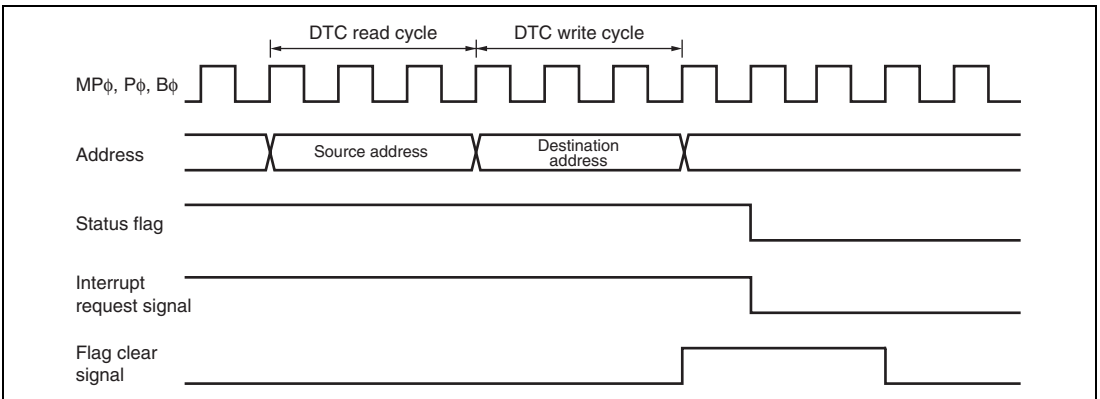 DTC read cycle
DTC write cycle
MPϕ, Pϕ, Bϕ
Address
Source address
Destination
address
Status flag
Interrupt
request signal
Flag clear
signal